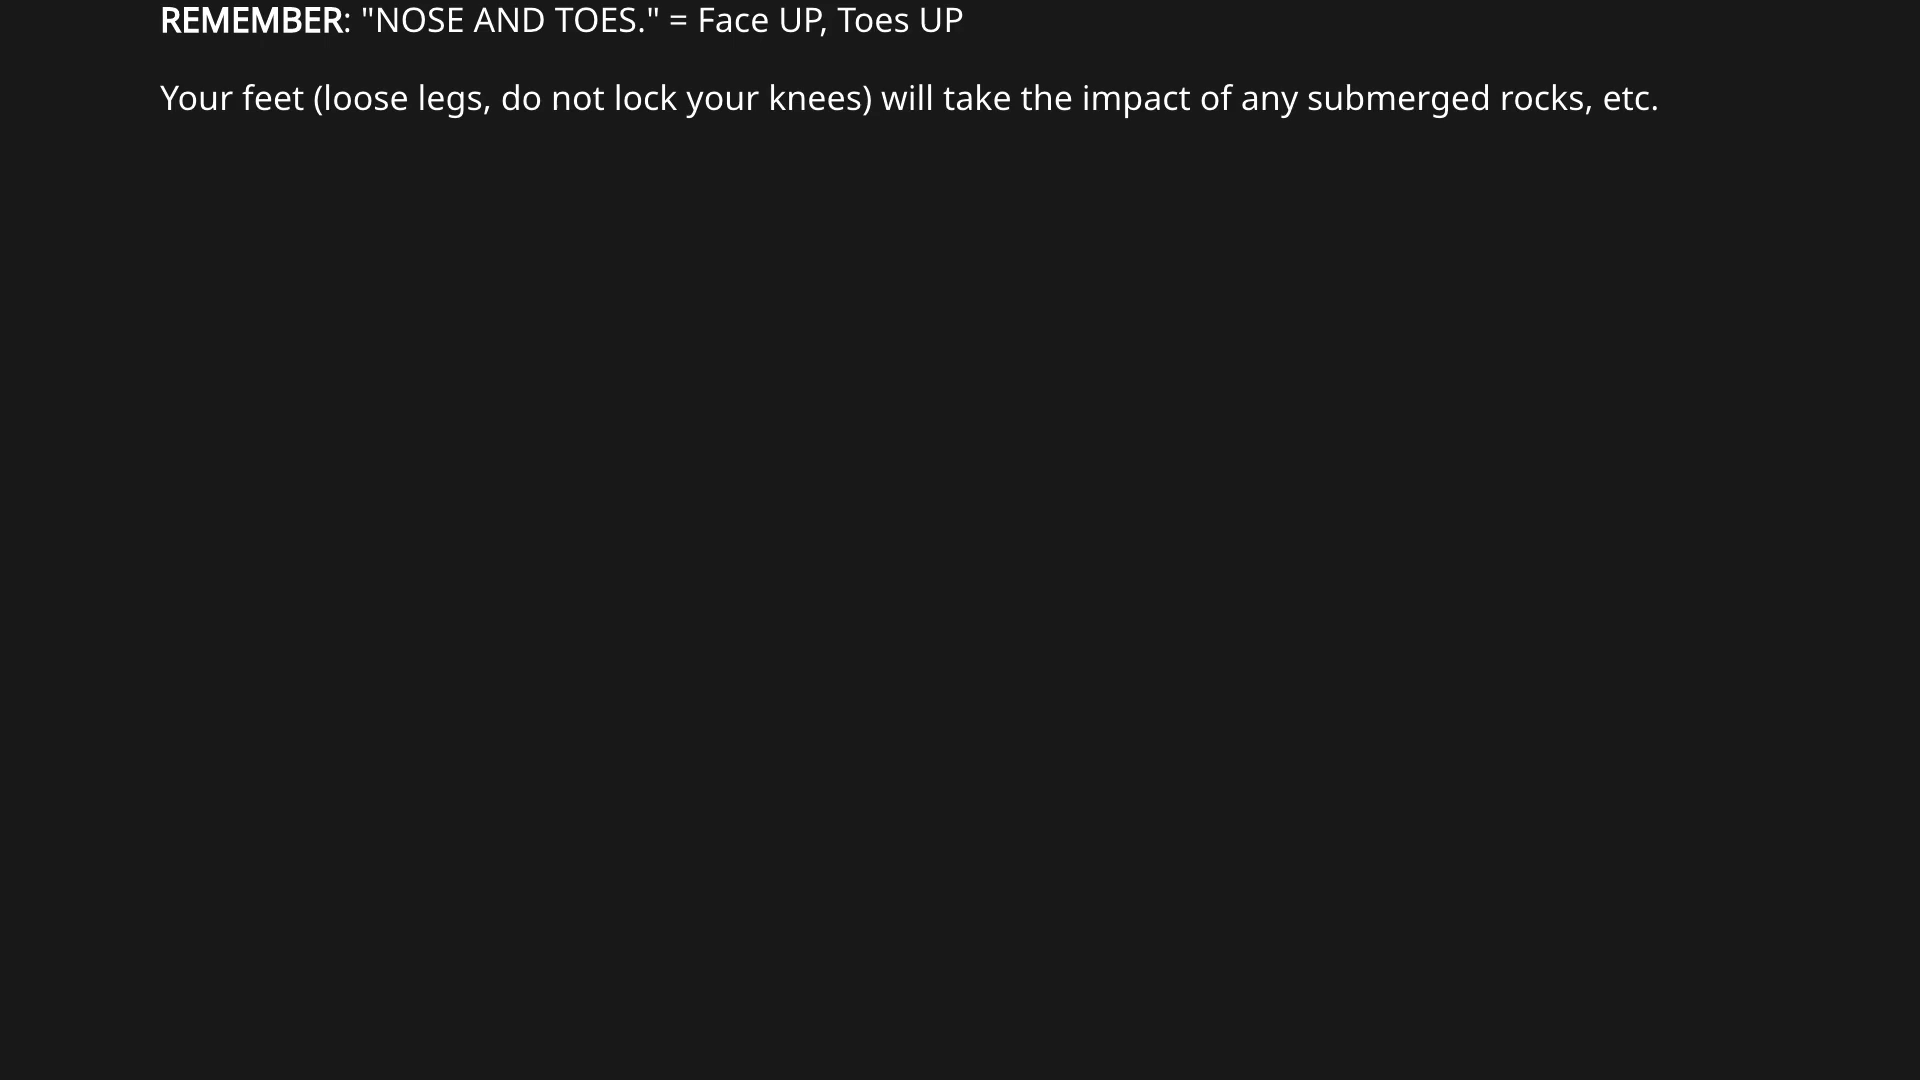 REMEMBER: "NOSE AND TOES." = Face UP, Toes UP
Your feet (loose legs, do not lock your knees) will take the impact of any submerged rocks, etc.